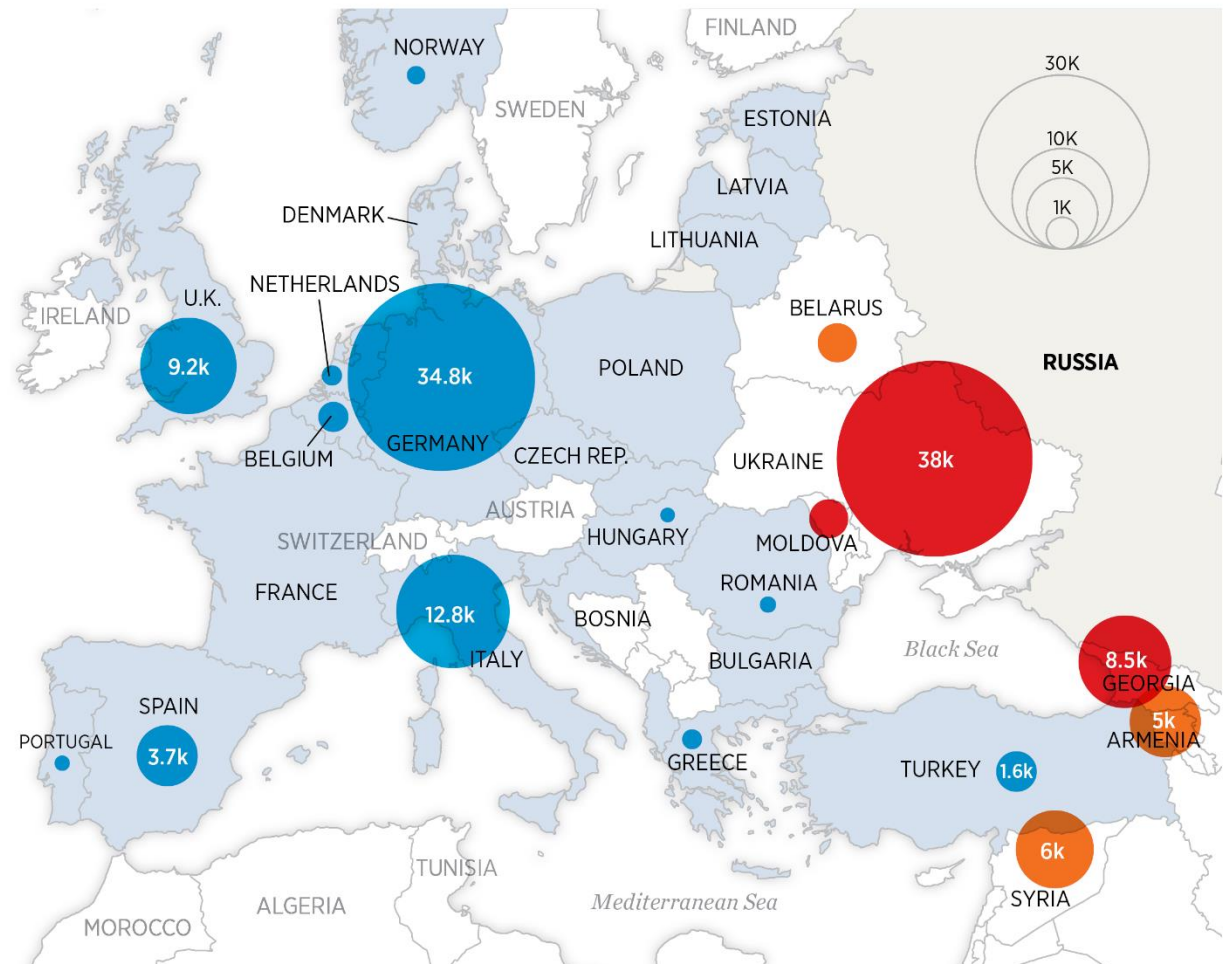 FINLAND
NORWAY
30K
SWEDEN
ESTONIA
10K
5K
LATVIA
1K
DENMARK
LITHUANIA
NETHERLANDS
U.K.
BELARUS
IRELAND
9.2k
34.8k
POLAND
RUSSIA
GERMANY
BELGIUM
CZECH REP.
UKRAINE
38k
AUSTRIA
SWITZERLAND
HUNGARY
MOLDOVA
FRANCE
ROMANIA
12.8k
BOSNIA
ITALY
BULGARIA
Black Sea
8.5k
GEORGIA
SPAIN
PORTUGAL
3.7k
GREECE
TURKEY
1.6k
5k
ARMENIA
6k
SYRIA
TUNISIA
ALGERIA
Mediterranean Sea
MOROCCO